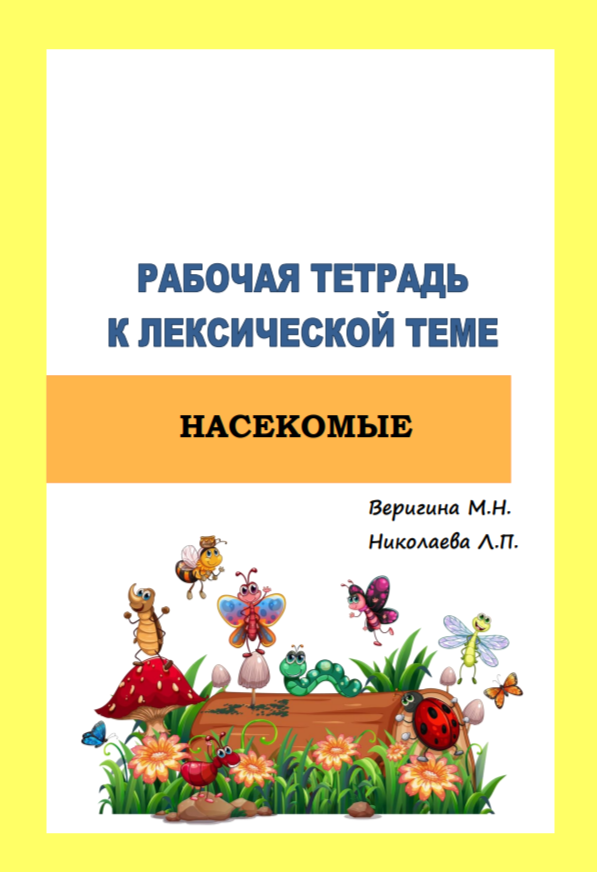 РАБОЧАЯ ТЕТРАДЬ
К ЛЕКСИЧЕСКОЙ ТЕМЕ
НАСЕКОМЫЕ
Веригина М.Н.
Николаева Л.П.